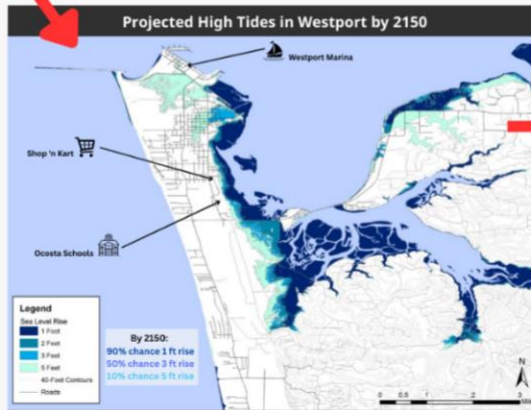 Projected High Tides in Westport by 2150
Westport Marina
Shop 'n Kart
Ocosta Schools
Legend
Sea Level Rise
1 Foot
2 Feet
3 Feet
5 Feet
40-Foot Contours
Roads
By 2150:
90% chance 1 ft rise
50% chance 3 ft rise
10% chance 5 ft rise
N
0 0.5 1 2 3